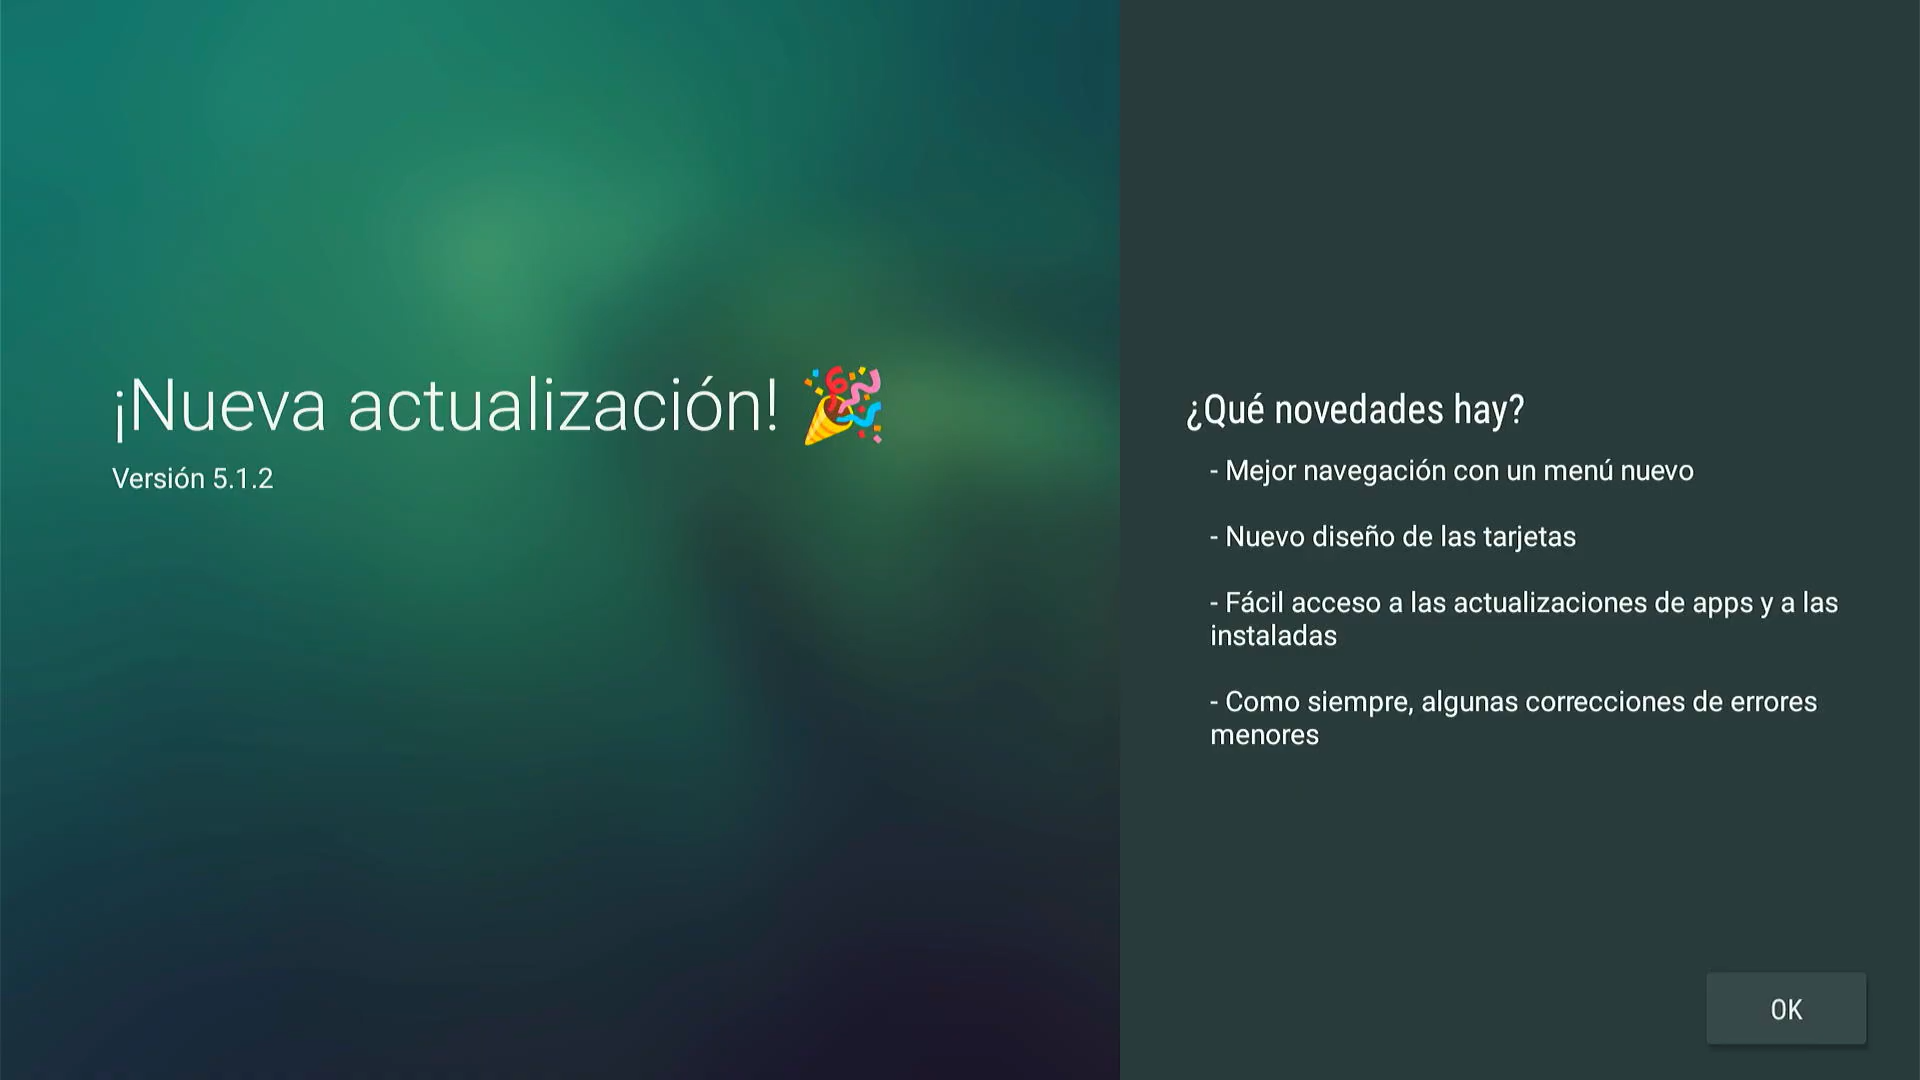 ¡Nueva actualización! 🎉
Versión 5.1.2
¿Qué novedades hay?
- Mejor navegación con un menú nuevo
- Nuevo diseño de las tarjetas
- Fácil acceso a las actualizaciones de apps y a las
instaladas
- Como siempre, algunas correcciones de errores
menores
OK